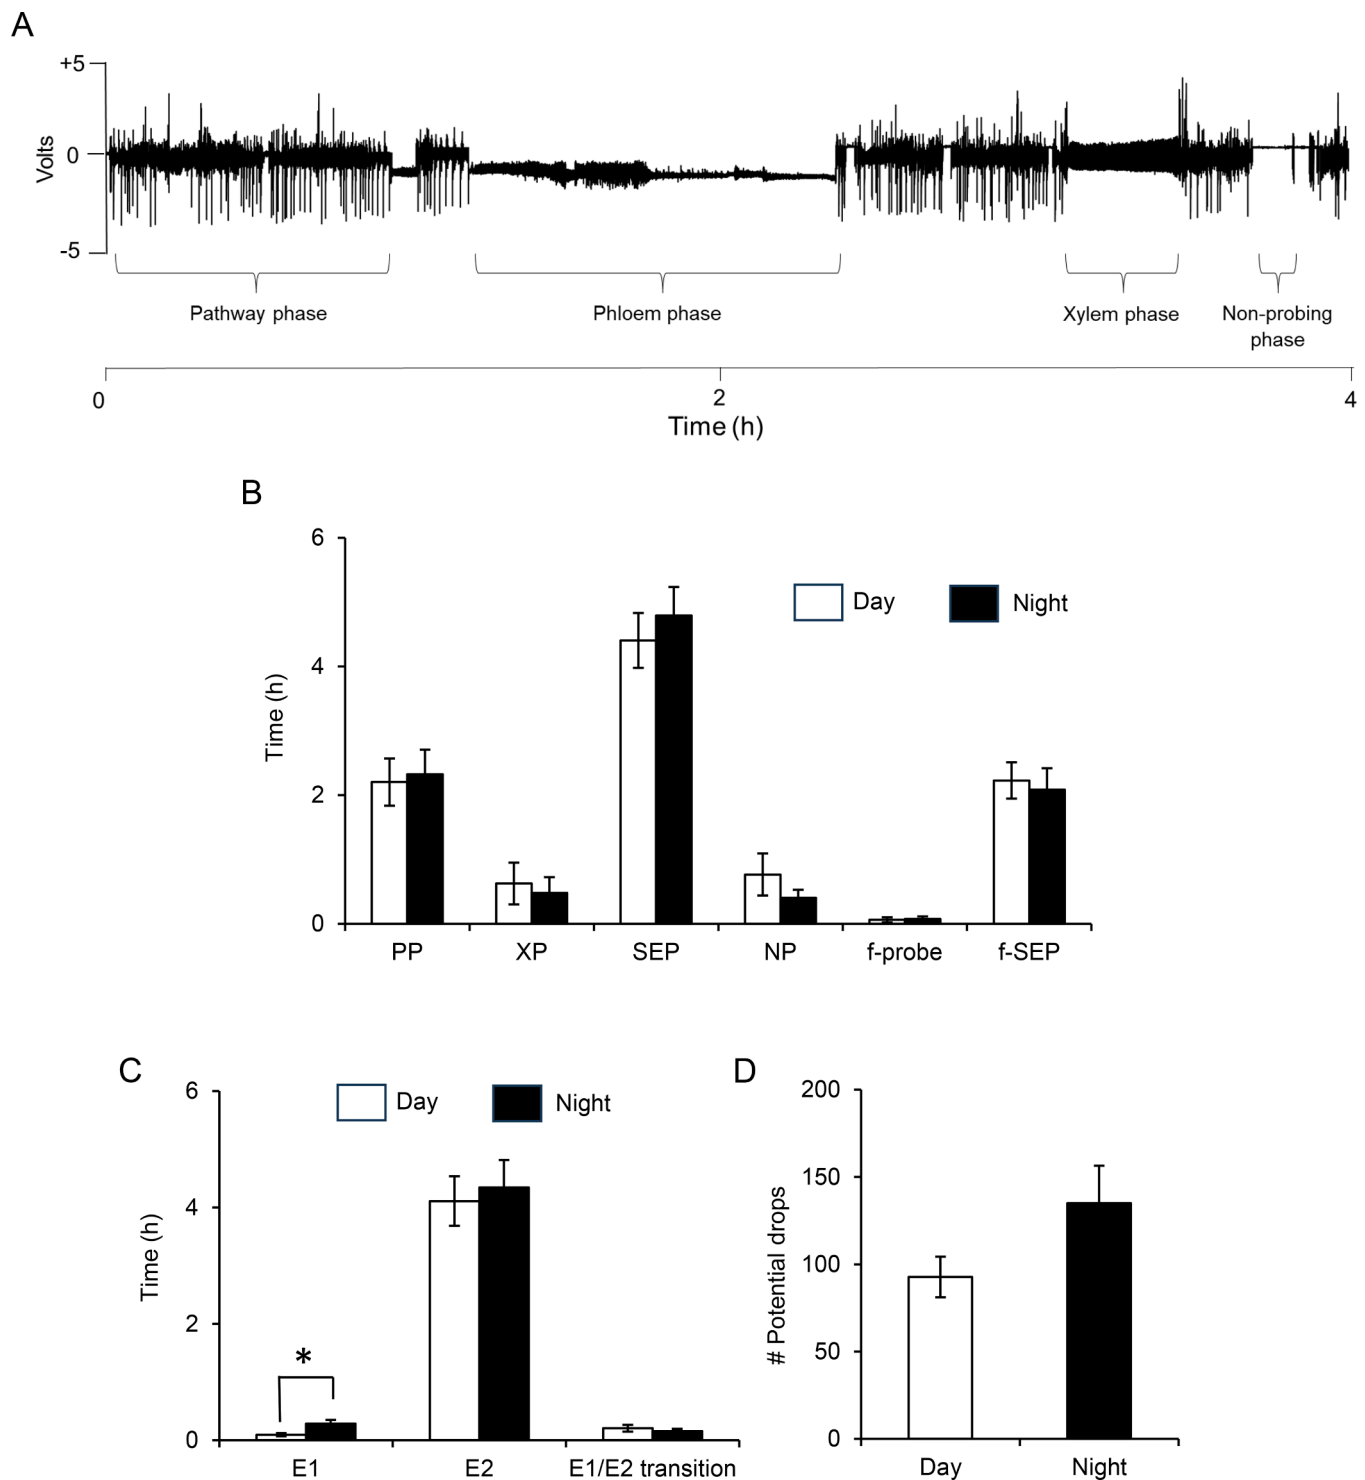 A
+5
0
-5
Volts
Pathway phase
Phloem phase
Xylem phase
Non-probing
phase
0
2
4
Time (h)
B
6
4
2
0
Time (h)
Day
Night
PP
XP
SEP
NP
f-probe
f-SEP
C
6
4
2
0
Time (h)
Day
Night
*
E1
E2
E1/E2 transition
D
200
150
100
50
0
# Potential drops
Day
Night